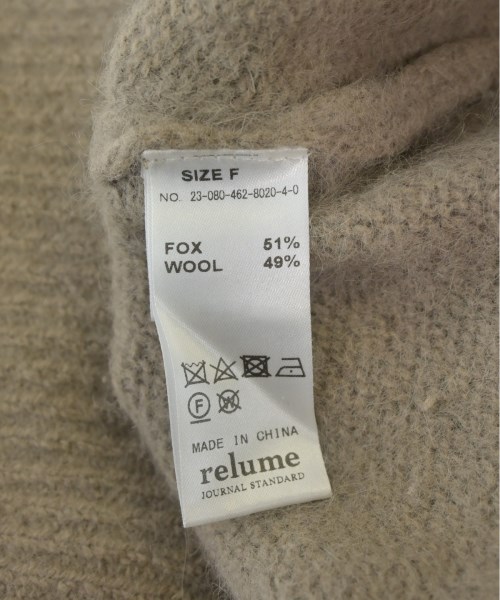 SIZE F
NO. 23-080-462-8020-4-0
FOX 51%
WOOL 49%
F W
MADE IN CHINA
relume
JOURNAL STANDARD